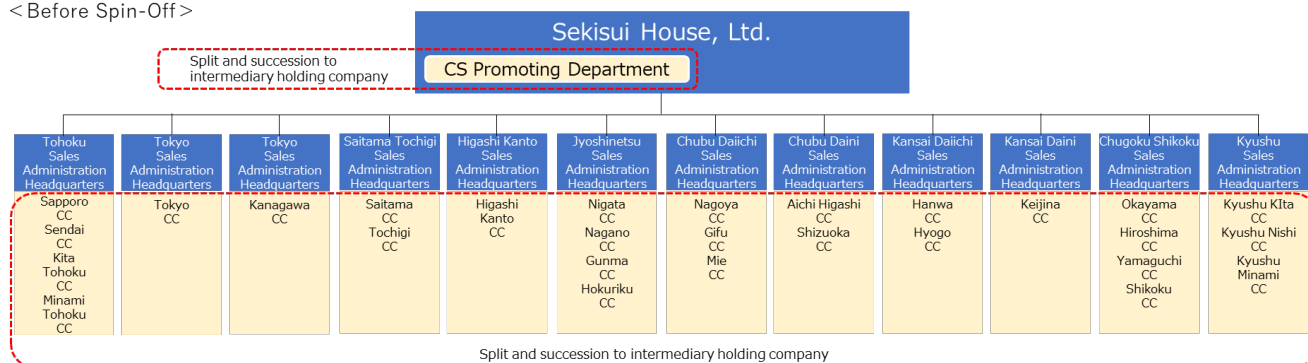 <Before Spin-Off>
Sekisui House, Ltd.
Split and succession to
intermediary holding company
CS Promoting Department
Tohoku
Sales
Administration
Headquarters
Sapporo
CC
Sendai
CC
Kita
Tohoku
CC
Minami
Tohoku
CC
Tokyo
Sales
Administration
Headquarters
Tokyo
CC
Tokyo
Sales
Administration
Headquarters
Kanagawa
CC
Saitama Tochigi
Sales
Administration
Headquarters
Saitama
CC
Tochigi
CC
Higashi Kanto
Sales
Administration
Headquarters
Higashi
Kanto
CC
Jyoshinetsu
Sales
Administration
Headquarters
Nigata
CC
Nagano
CC
Gunma
CC
Hokuriku
CC
Chubu Daiichi
Sales
Administration
Headquarters
Nagoya
CC
Gifu
CC
Mie
CC
Chubu Daini
Sales
Administration
Headquarters
Aichi Higashi
CC
Shizuoka
CC
Kansai Daiichi
Sales
Administration
Headquarters
Hanwa
CC
Hyogo
CC
Kansai Daini
Sales
Administration
Headquarters
Keijina
CC
Chugoku Shikoku
Sales
Administration
Headquarters
Okayama
CC
Hiroshima
CC
Yamaguchi
CC
Shikoku
CC
Kyushu
Sales
Administration
Headquarters
Kyushu KIta
CC
Kyushu Nishi
CC
Kyushu
Minami
CC
Split and succession to intermediary holding company